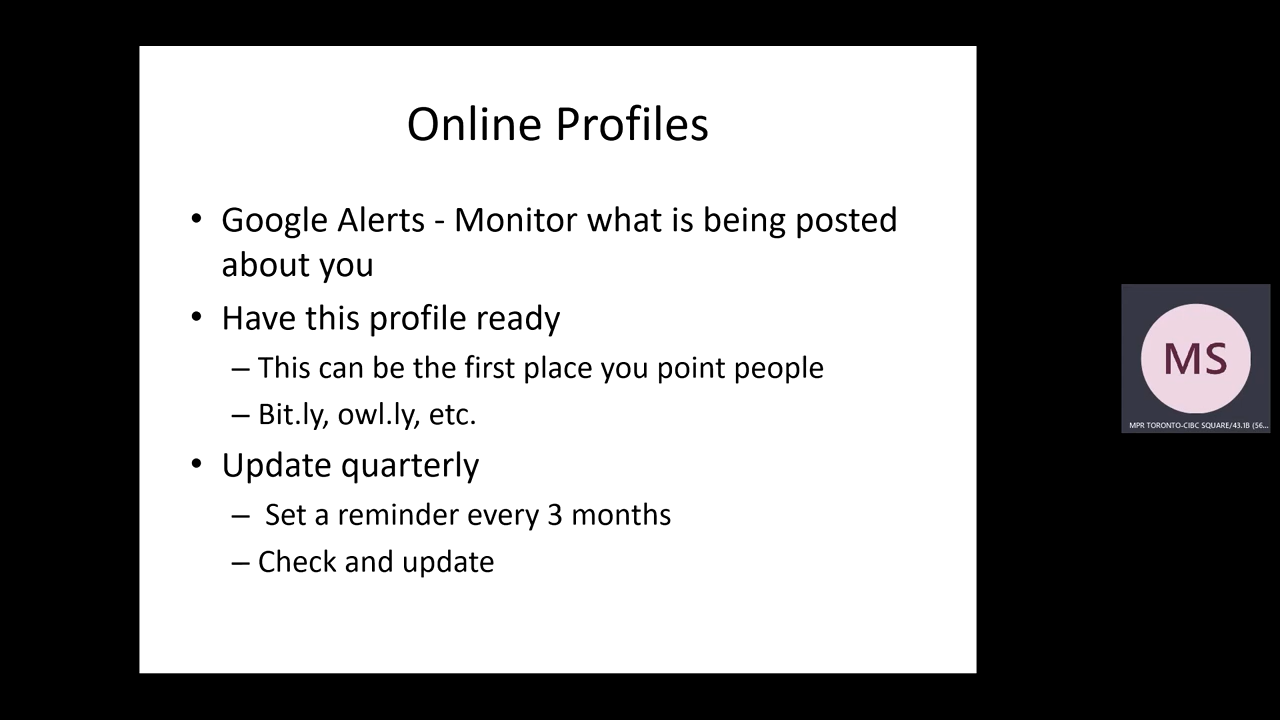 Online Profiles
• Google Alerts - Monitor what is being posted
about you
• Have this profile ready
– This can be the first place you point people
– Bit.ly, owl.ly, etc.
• Update quarterly
– Set a reminder every 3 months
– Check and update
MS
MPR TORONTO-CIBC SQUARE/43.1B (56...